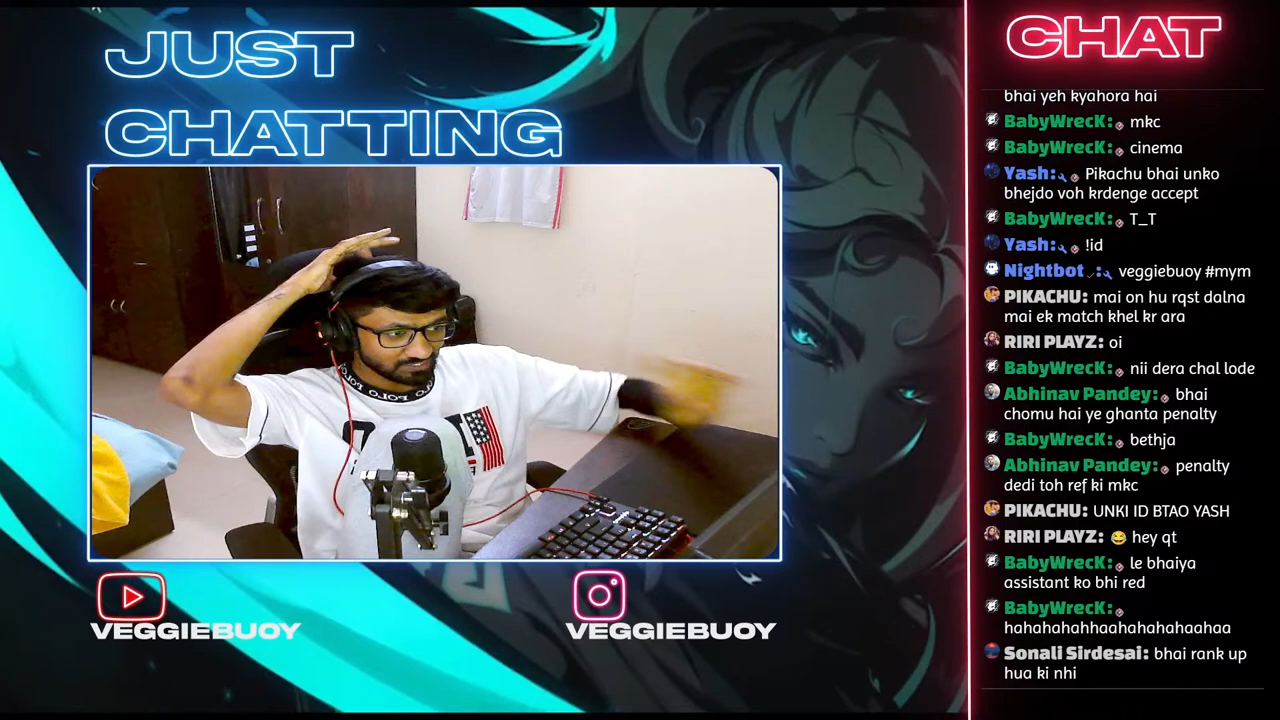 JUST
CHATTING
VEGGIEBUOY
VEGGIEBUOY
CHAT
bhai yeh kyahora hai
BabyWrecK: mkc
BabyWrecK: cinema
Yash: Pikachu bhai unko
bhejdo voh krdenge accept
BabyWrecK: T_T
Yash: !id
Nightbot: veggiebuoy #mym
PIKACHU: mai on hu rqst dalna
mai ek match khel kr ara
RIRI PLAYZ: oi
BabyWrecK: nii dera chal lode
Abhinav Pandey: bhai
chomu hai ye ghanta penalty
BabyWrecK: bethja
Abhinav Pandey: penalty
dedi toh ref ki mkc
PIKACHU: UNKI ID BTAO YASH
RIRI PLAYZ: 😂 hey qt
BabyWrecK: le bhaiya
assistant ko bhi red
BabyWrecK:
hahahahahhaahahahahaahaa
Sonali Sirdesai: bhai rank up
hua ki nhi